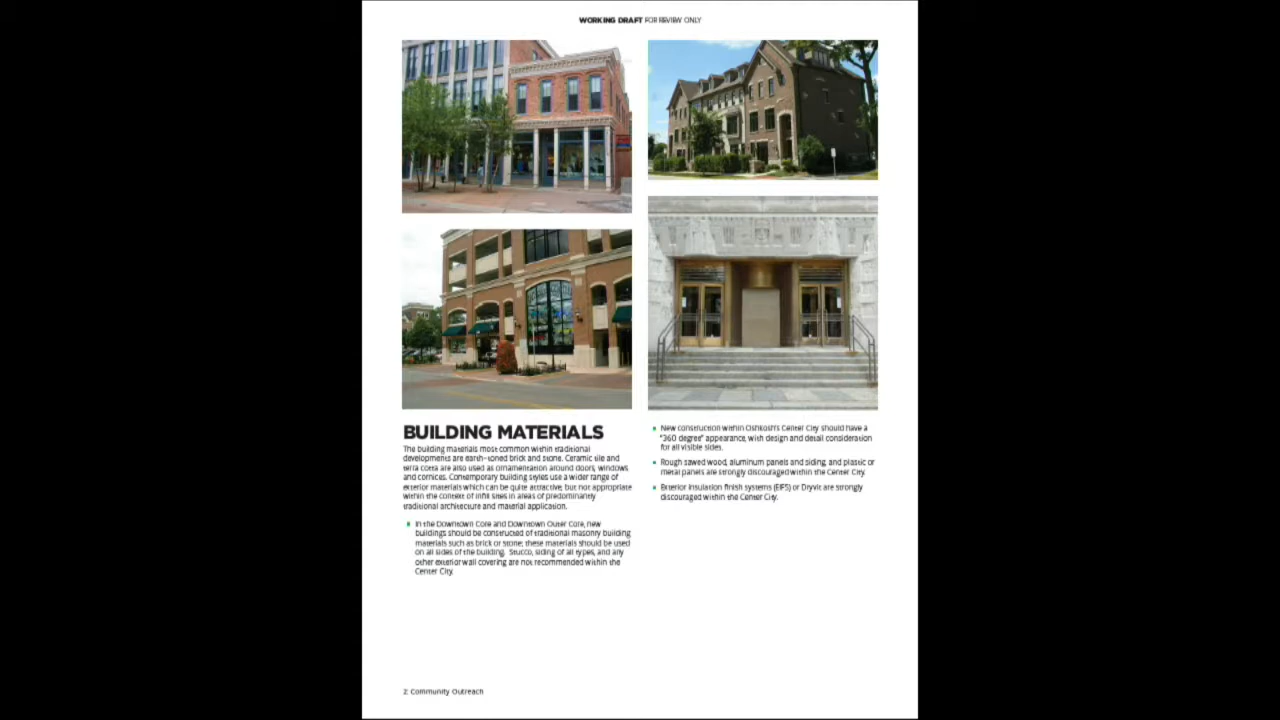 WORKING DRAFT FOR REVIEW ONLY
BUILDING MATERIALS
The building materials most common within traditional
developments are earth-toned brick and stone. Ceramic tile and
terra cotta are also used as ornamentation around doors, windows
and cornices. Contemporary building styles use a wider range of
exterior materials which can be quite attractive, but not appropriate
within the context of infill sites in areas of predominantly
traditional architecture and material application.
In the Downtown Core and Downtown Outer Core, new
buildings should be constructed of traditional masonry building
materials such as brick or stone; these materials should be used
on all sides of the building. Stucco, siding of all types, and any
other exterior wall covering are not recommended within the
Center City.
New construction within Oshkosh's Center City should have a
"360 degree" appearance, with design and detail consideration
for all visible sides.
Rough sawed wood, aluminum panels and siding, and plastic or
metal panels are strongly discouraged within the Center City.
Exterior insulation finish systems (EIFS) or Dryvit are strongly
discouraged within the Center City.
2: Community Outreach